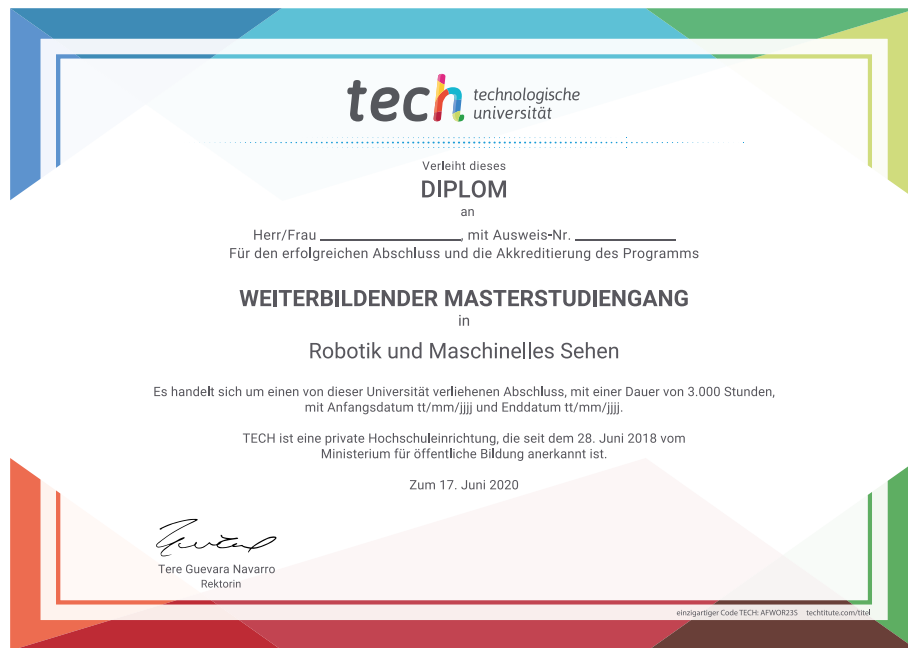 tech technologische
universität
Verleiht dieses
DIPLOM
an
Herr/Frau ____________________, mit Ausweis-Nr. ______________
Für den erfolgreichen Abschluss und die Akkreditierung des Programms
WEITERBILDENDER MASTERSTUDIENGANG
in
Robotik und Maschinelles Sehen
Es handelt sich um einen von dieser Universität verliehenen Abschluss, mit einer Dauer von 3.000 Stunden,
mit Anfangsdatum tt/mm/jjjj und Enddatum tt/mm/jjjj.
TECH ist eine private Hochschuleinrichtung, die seit dem 28. Juni 2018 vom
Ministerium für öffentliche Bildung anerkannt ist.
Zum 17. Juni 2020
Tere Guevara Navarro
Rektorin
einzigartiger Code TECH: AFWOR23S techtitute.com/titel